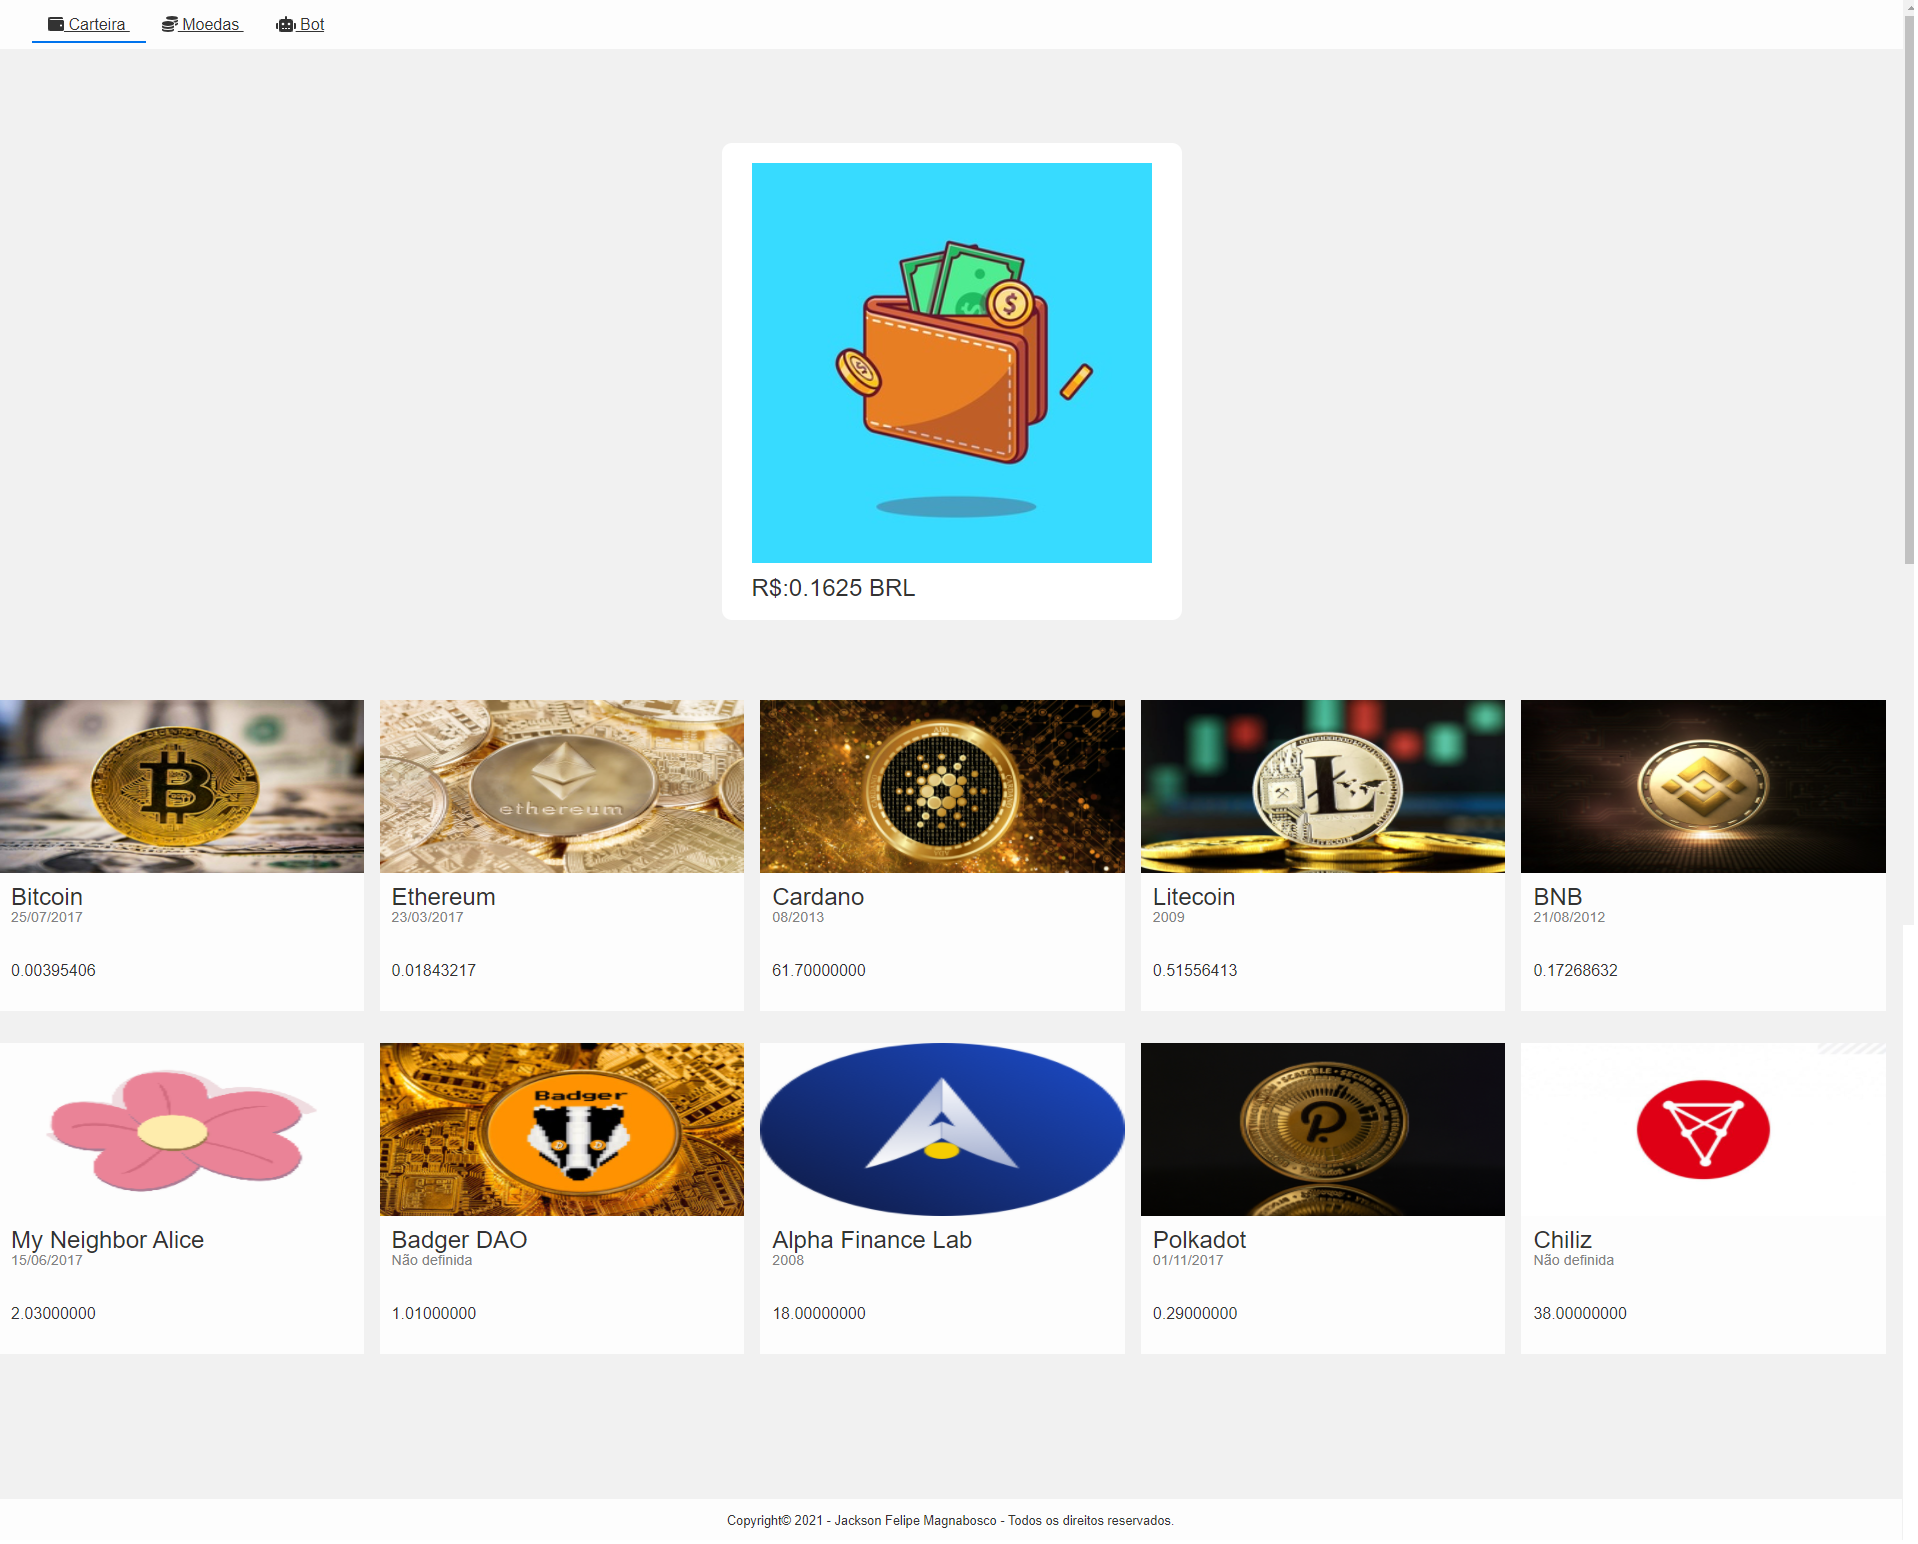 Carteira
Moedas
Bot
$
$
R$:0.1625 BRL
ethereum
LITECOIN
Bitcoin
25/07/2017
0.00395406
Ethereum
23/03/2017
0.01843217
Cardano
08/2013
61.70000000
Litecoin
2009
0.51556413
BNB
21/08/2012
0.17268632
Badger
SCALABLE • SECURE •
My Neighbor Alice
15/06/2017
2.03000000
Badger DAO
Não definida
1.01000000
Alpha Finance Lab
2008
18.00000000
Polkadot
01/11/2017
0.29000000
Chiliz
Não definida
38.00000000
Copyright© 2021 - Jackson Felipe Magnabosco - Todos os direitos reservados.